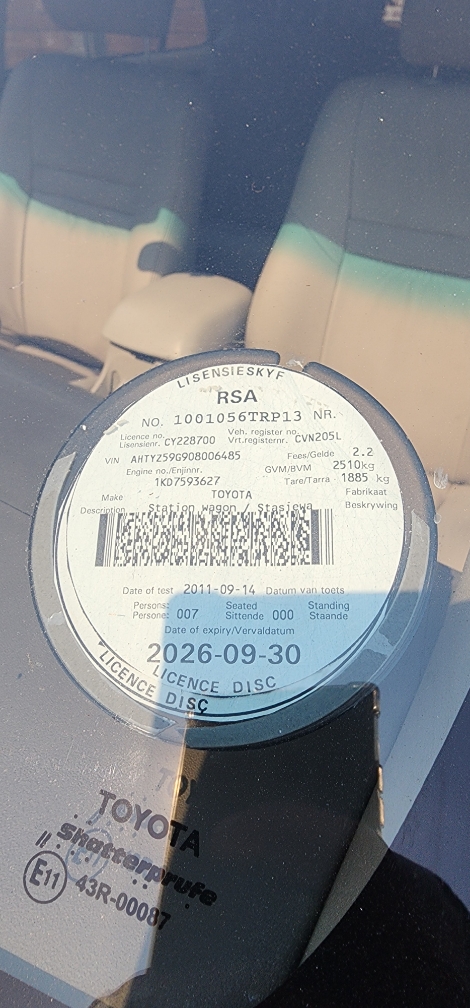 LISENSIESKYF
RSA
NO. 1001056TRP13 NR.
Licence no. Veh. register no.
Lisensienr. CY228700 Vrt.registernr. CVN205L
VIN AHTYZ59G908006485 Fees/Gelde 2.2
Engine no./Enjinnr. GVM/BVM 2510kg
1KD7593627 Tare/Tarra 1885 kg
Make TOYOTA Fabrikaat
Description Station wagon / Stasiewa Beskrywing
Date of test 2011-09-14 Datum van toets
Persons: Seated Standing
Persone: 007 Sittende 000 Staande
Date of expiry/Vervaldatum
2026-09-30
LICENCE DISC
LICENCE DISC
TO
TOYOTA
Shatterprufe
E11 43R-00087